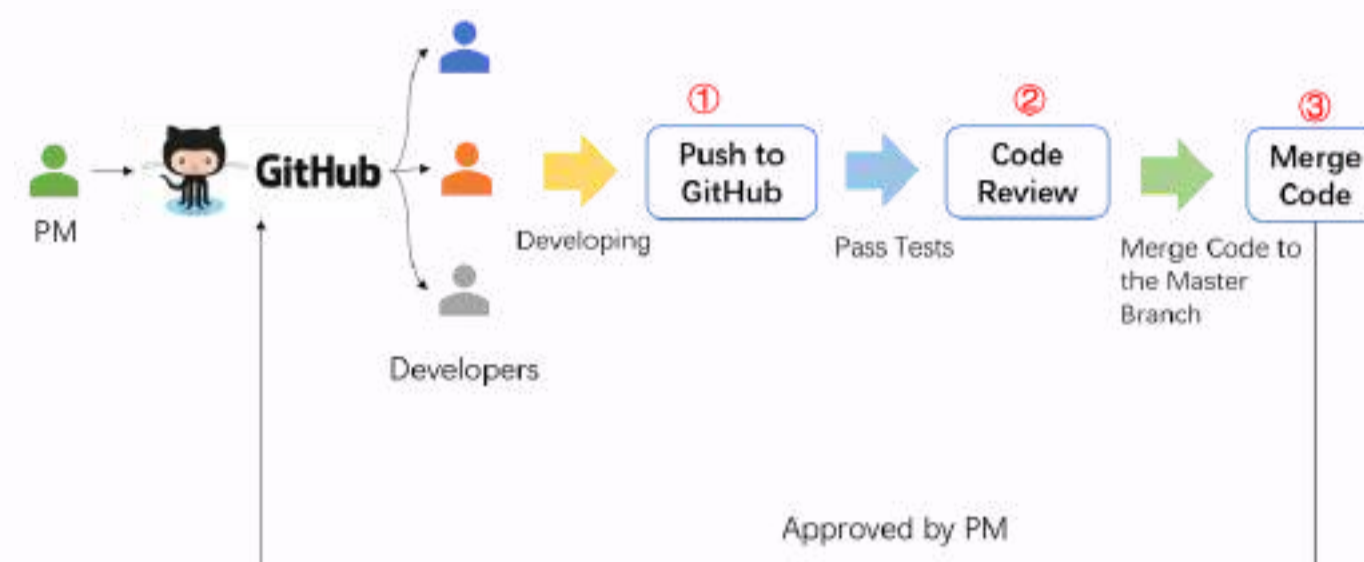 PM
GitHub
Developers
Developing
①
Push to
GitHub
Pass Tests
②
Code
Review
Merge Code to
the Master
Branch
③
Merge
Code
Approved by PM